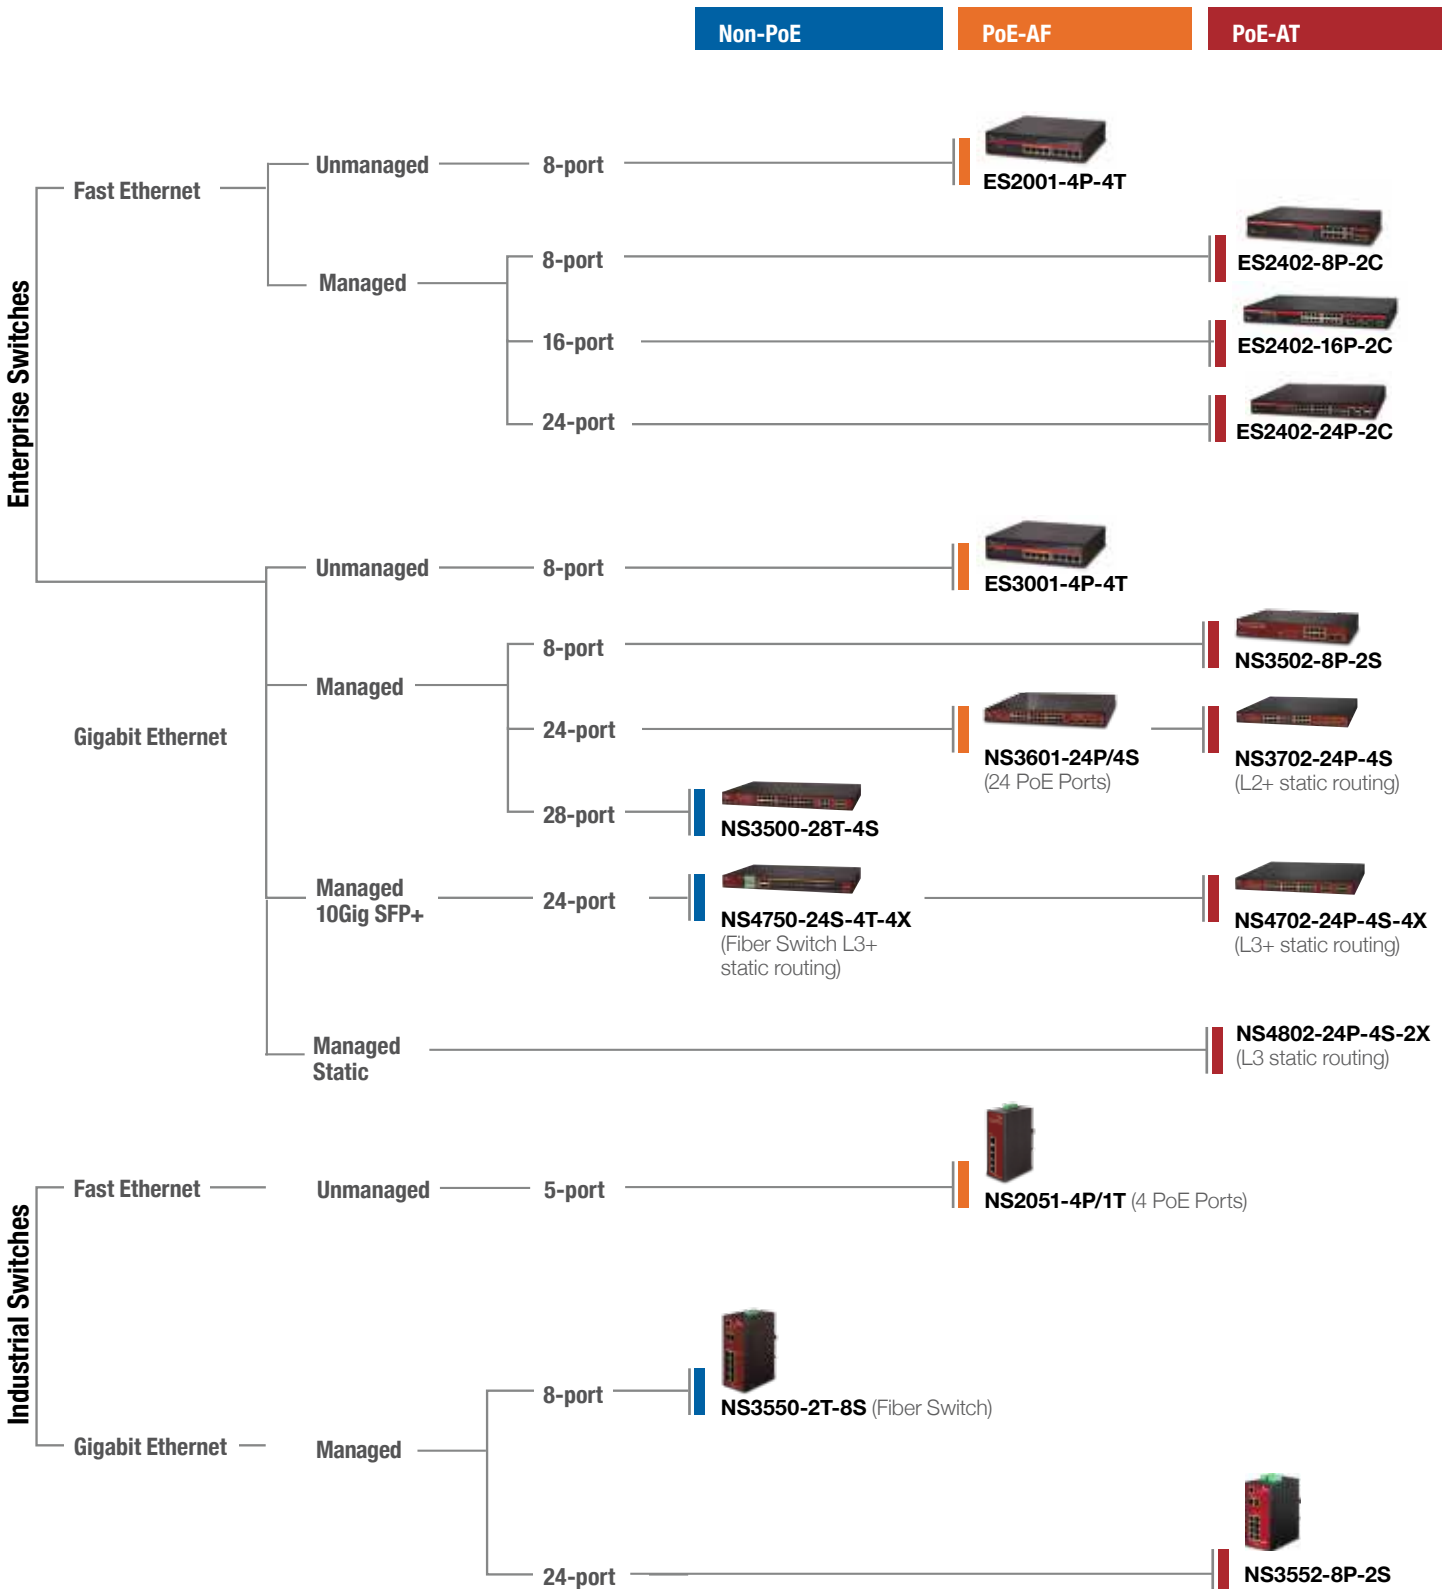 Non-PoE
PoE-AF
PoE-AT
Enterprise Switches
Fast Ethernet
Unmanaged
8-port
ES2001-4P-4T
Managed
8-port
ES2402-8P-2C
16-port
ES2402-16P-2C
24-port
ES2402-24P-2C
Gigabit Ethernet
Unmanaged
8-port
ES3001-4P-4T
Managed
8-port
NS3502-8P-2S
24-port
NS3601-24P/4S
(24 PoE Ports)
NS3702-24P-4S
(L2+ static routing)
28-port
NS3500-28T-4S
Managed
10Gig SFP+
24-port
NS4750-24S-4T-4X
(Fiber Switch L3+
static routing)
NS4702-24P-4S-4X
(L3+ static routing)
Managed
Static
NS4802-24P-4S-2X
(L3 static routing)
Industrial Switches
Fast Ethernet
Unmanaged
5-port
NS2051-4P/1T (4 PoE Ports)
Gigabit Ethernet
Managed
8-port
NS3550-2T-8S (Fiber Switch)
24-port
NS3552-8P-2S